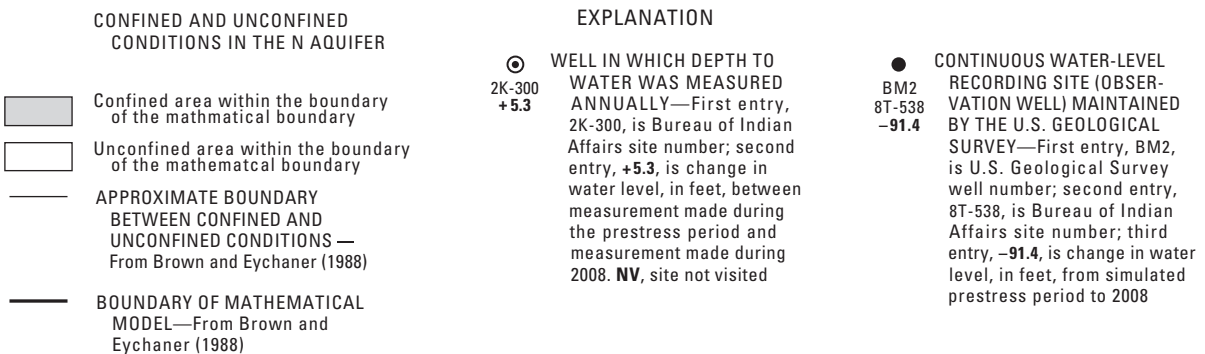 EXPLANATION
CONFINED AND UNCONFINED
CONDITIONS IN THE N AQUIFER
Confined area within the boundary
of the mathmatical boundary
Unconfined area within the boundary
of the mathematcal boundary
APPROXIMATE BOUNDARY
BETWEEN CONFINED AND
UNCONFINED CONDITIONS —
From Brown and Eychaner (1988)
BOUNDARY OF MATHEMATICAL
MODEL—From Brown and
Eychaner (1988)
2K-300
+5.3
WELL IN WHICH DEPTH TO
WATER WAS MEASURED
ANNUALLY—First entry,
2K-300, is Bureau of Indian
Affairs site number; second
entry, +5.3, is change in
water level, in feet, between
measurement made during
the prestress period and
measurement made during
2008. NV, site not visited
BM2
8T-538
–91.4
CONTINUOUS WATER-LEVEL
RECORDING SITE (OBSER-
VATION WELL) MAINTAINED
BY THE U.S. GEOLOGICAL
SURVEY—First entry, BM2,
is U.S. Geological Survey
well number; second entry,
8T-538, is Bureau of Indian
Affairs site number; third
entry, –91.4, is change in water
level, in feet, from simulated
prestress period to 2008